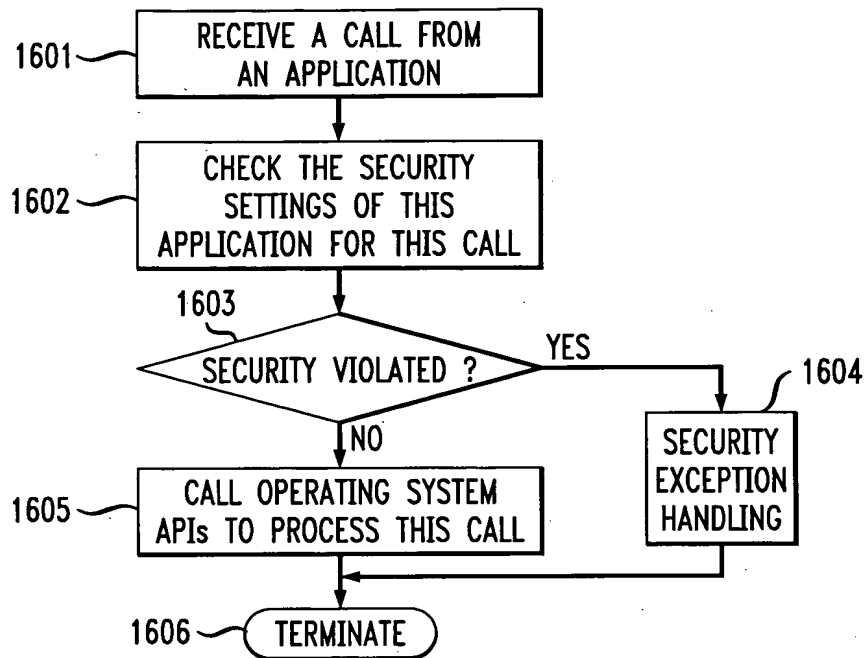 1601
RECEIVE A CALL FROM
AN APPLICATION
1602
CHECK THE SECURITY
SETTINGS OF THIS
APPLICATION FOR THIS CALL
1603
SECURITY VIOLATED ?
YES
NO
1604
SECURITY
EXCEPTION
HANDLING
1605
CALL OPERATING SYSTEM
APIs TO PROCESS THIS CALL
1606
TERMINATE